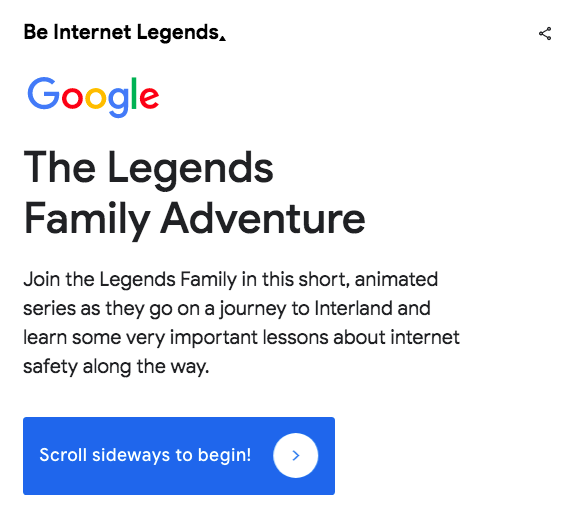 Be Internet Legends.
Google
The Legends
Family Adventure
Join the Legends Family in this short, animated
series as they go on a journey to Interland and
learn some very important lessons about internet
safety along the way.
Scroll sideways to begin!